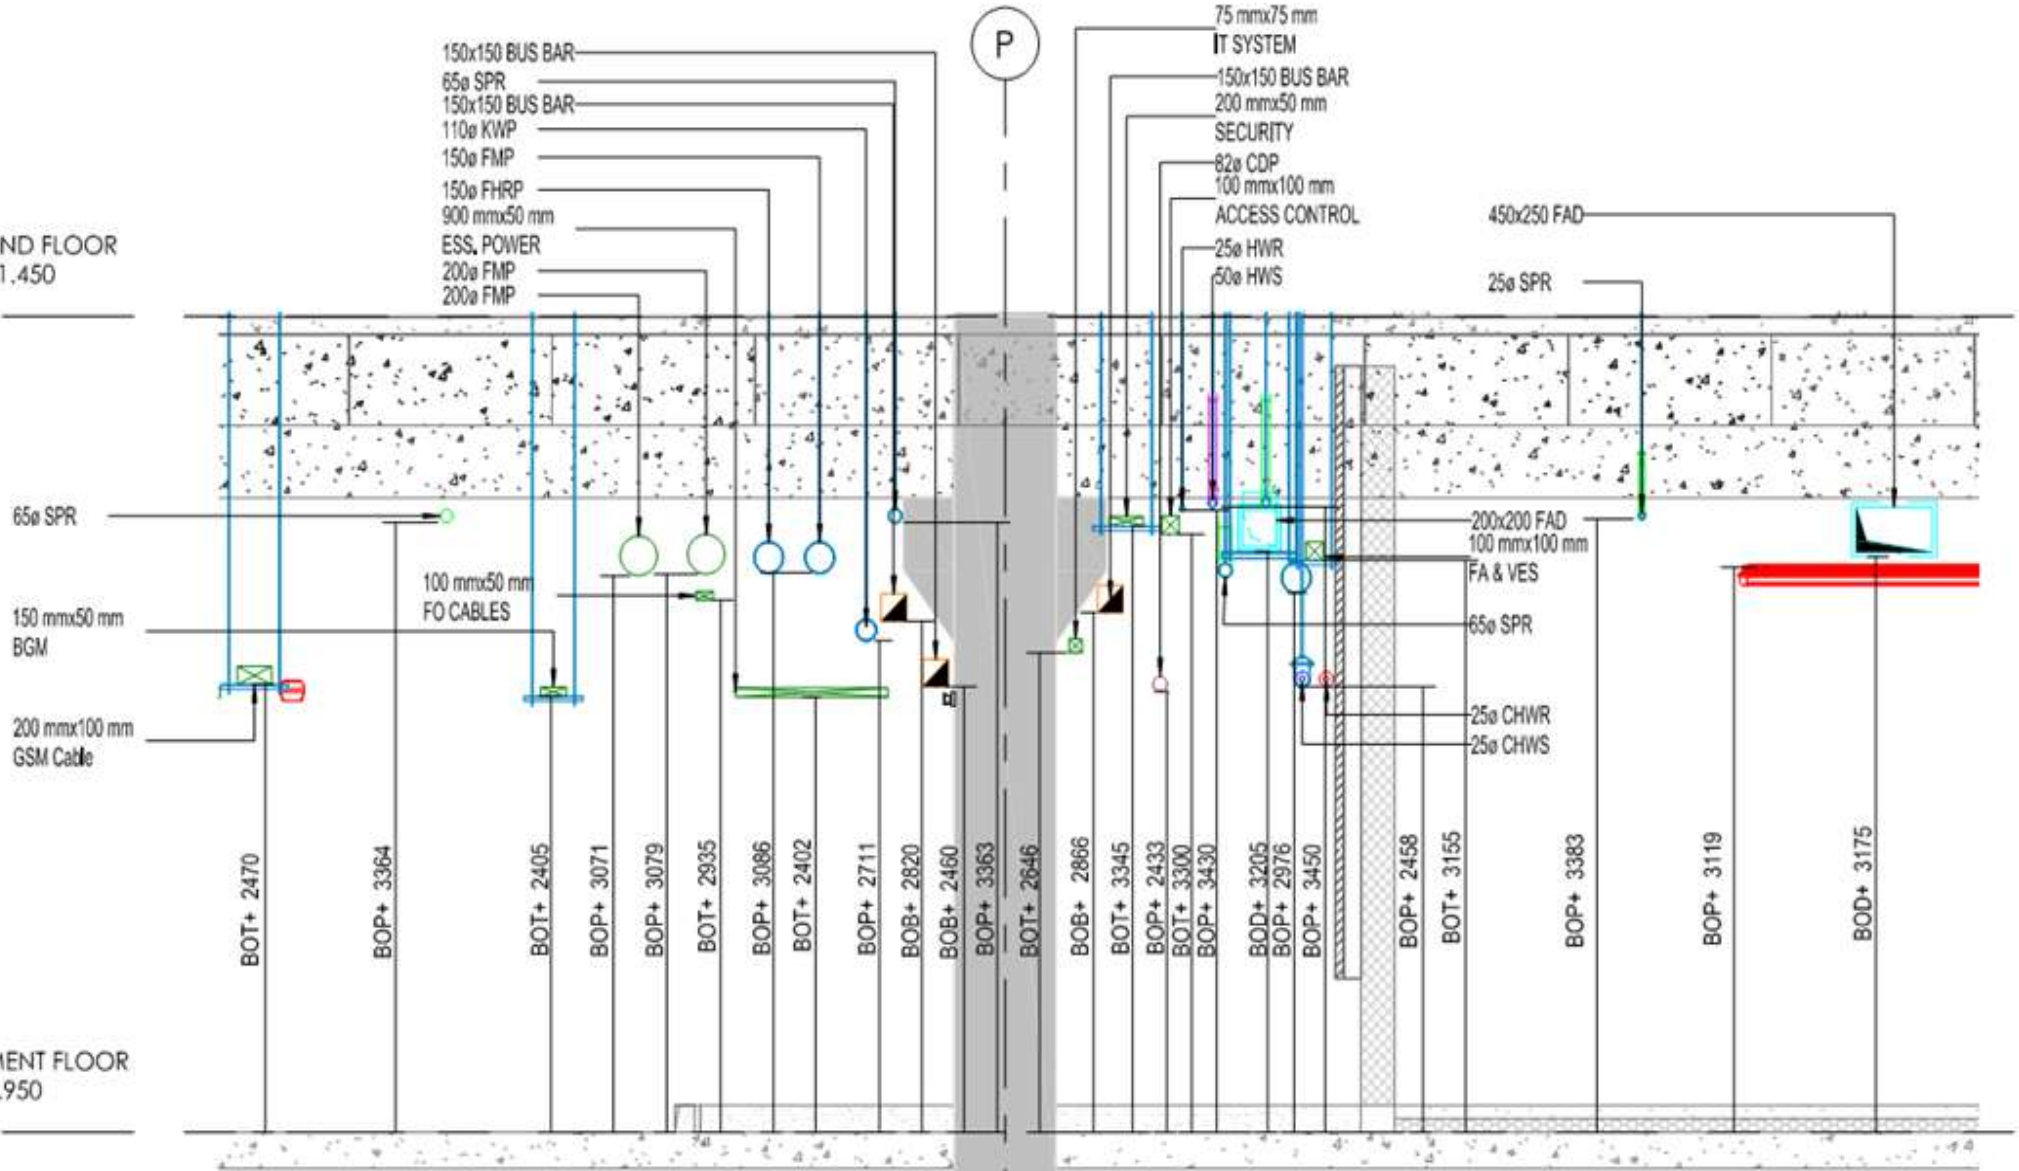 P
150x150 BUS BAR
65ø SPR
150x150 BUS BAR
110ø KWP
150ø FMP
150ø FHRP
900 mmx50 mm
ESS. POWER
200ø FMP
200ø FMP
75 mmx75 mm
IT SYSTEM
150x150 BUS BAR
200 mmx50 mm
SECURITY
82ø CDP
100 mmx100 mm
ACCESS CONTROL
25ø HWR
50ø HWS
450x250 FAD
25ø SPR
ND FLOOR
1.450
65ø SPR
150 mmx50 mm
BGM
200 mmx100 mm
GSM Cable
100 mmx50 mm
FO CABLES
200x200 FAD
100 mmx100 mm
FA & VES
65ø SPR
25ø CHWR
25ø CHWS
BOT+ 2470
BOP+ 3364
BOT+ 2405
BOP+ 3071
BOP+ 3079
BOT+ 2935
BOP+ 3086
BOT+ 2402
BOP+ 2711
BOB+ 2820
BOB+ 2460
BOP+ 3363
BOT+ 2646
BOB+ 2866
BOT+ 3345
BOP+ 2433
BOT+ 3300
BOP+ 3430
BOD+ 3205
BOP+ 2976
BOP+ 3450
BOP+ 2458
BOT+ 3155
BOP+ 3383
BOP+ 3119
BOD+ 3175
MENT FLOOR
.950